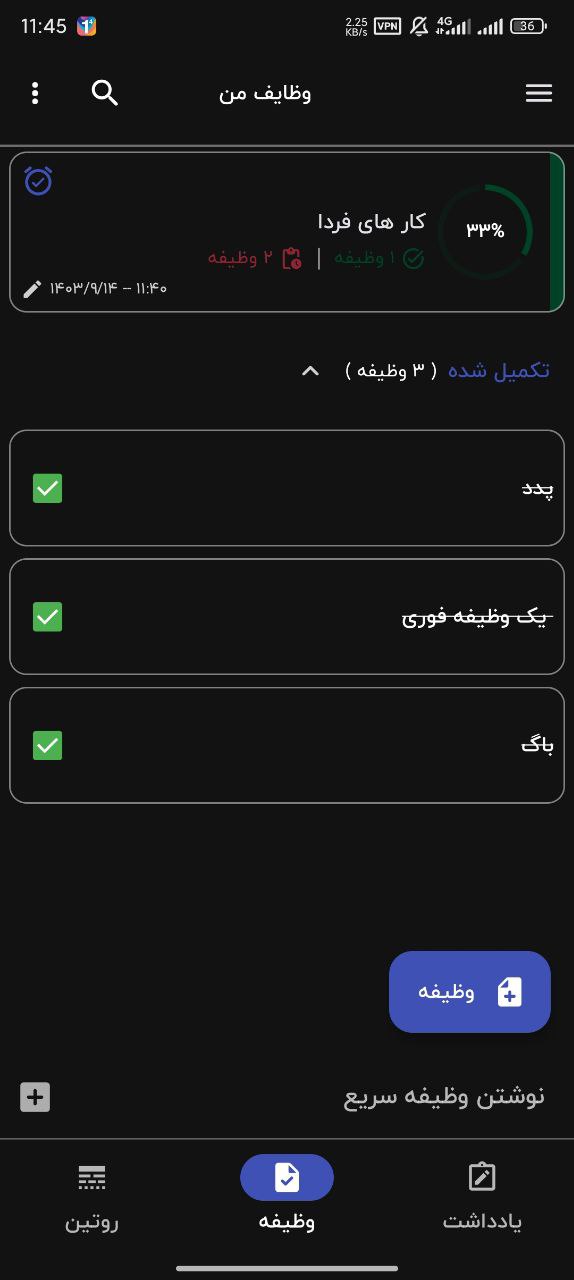 11:45 2.25 KB/s VPN 4G 36
وظایف من
۳۳%
کار های فردا
۱ وظیفه | ۲ وظیفه
۱۴۰۳/۹/۱۴ – ۱۱:۴۰
تکمیل شده ( ۳ وظیفه )
پدد
یک وظیفه فوری
باگ
وظیفه
نوشتن وظیفه سریع
یادداشت وظیفه روتین